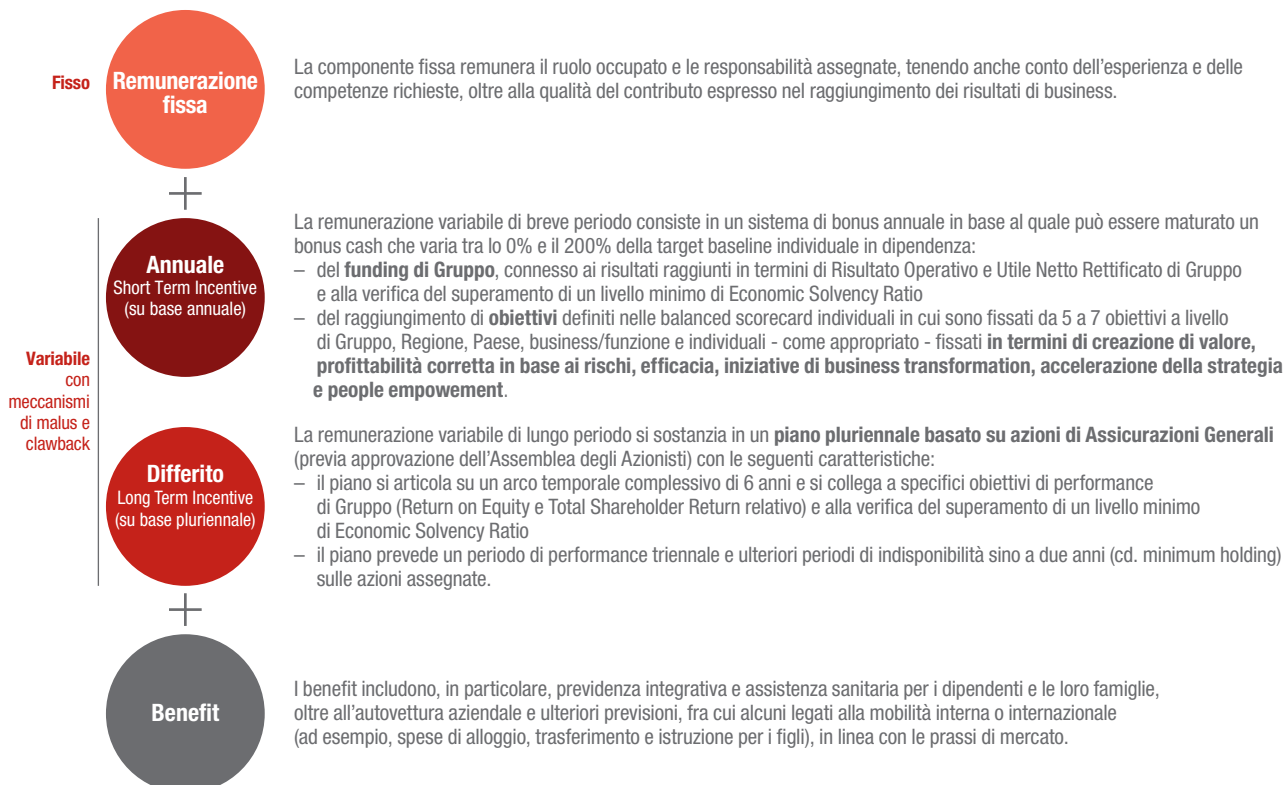 Fisso
Remunerazione
fissa
La componente fissa remunera il ruolo occupato e le responsabilità assegnate, tenendo anche conto dell'esperienza e delle
competenze richieste, oltre alla qualità del contributo espresso nel raggiungimento dei risultati di business.
Variabile
con
meccanismi
di malus e
clawback
Annuale
Short Term Incentive
(su base annuale)
La remunerazione variabile di breve periodo consiste in un sistema di bonus annuale in base al quale può essere maturato un
bonus cash che varia tra lo 0% e il 200% della target baseline individuale in dipendenza:
– del funding di Gruppo, connesso ai risultati raggiunti in termini di Risultato Operativo e Utile Netto Rettificato di Gruppo
e alla verifica del superamento di un livello minimo di Economic Solvency Ratio
– del raggiungimento di obiettivi definiti nelle balanced scorecard individuali in cui sono fissati da 5 a 7 obiettivi a livello
di Gruppo, Regione, Paese, business/funzione e individuali - come appropriato - fissati in termini di creazione di valore,
profittabilità corretta in base ai rischi, efficacia, iniziative di business transformation, accelerazione della strategia
e people empowement.
Differito
Long Term Incentive
(su base pluriennale)
La remunerazione variabile di lungo periodo si sostanzia in un piano pluriennale basato su azioni di Assicurazioni Generali
(previa approvazione dell'Assemblea degli Azionisti) con le seguenti caratteristiche:
– il piano si articola su un arco temporale complessivo di 6 anni e si collega a specifici obiettivi di performance
di Gruppo (Return on Equity e Total Shareholder Return relativo) e alla verifica del superamento di un livello minimo
di Economic Solvency Ratio
– il piano prevede un periodo di performance triennale e ulteriori periodi di indisponibilità sino a due anni (cd. minimum holding)
sulle azioni assegnate.
Benefit
I benefit includono, in particolare, previdenza integrativa e assistenza sanitaria per i dipendenti e le loro famiglie,
oltre all'autovettura aziendale e ulteriori previsioni, fra cui alcuni legati alla mobilità interna o internazionale
(ad esempio, spese di alloggio, trasferimento e istruzione per i figli), in linea con le prassi di mercato.